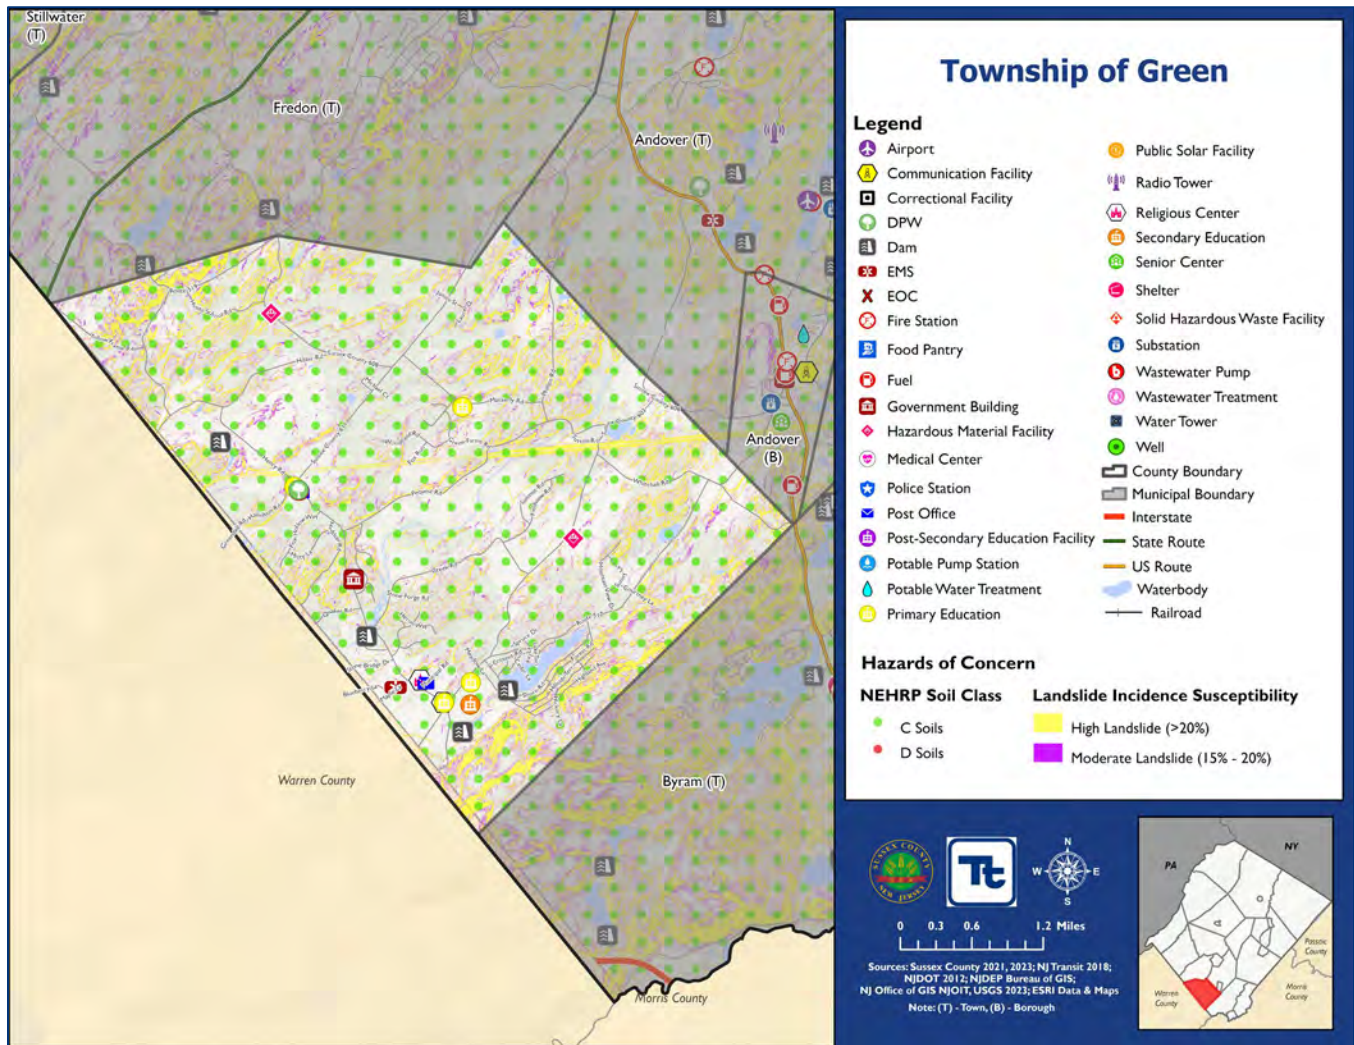 Stillwater
(T)
Fredon (T)
Andover (T)
Andover
(B)
Byram (T)
Warren County
Morris County
Township of Green
Legend
Airport
Communication Facility
Correctional Facility
DPW
Dam
EMS
EOC
Fire Station
Food Pantry
Fuel
Government Building
Hazardous Material Facility
Medical Center
Police Station
Post Office
Post-Secondary Education Facility
Potable Pump Station
Potable Water Treatment
Primary Education
Public Solar Facility
Radio Tower
Religious Center
Secondary Education
Senior Center
Shelter
Solid Hazardous Waste Facility
Substation
Wastewater Pump
Wastewater Treatment
Water Tower
Well
County Boundary
Municipal Boundary
Interstate
State Route
US Route
Waterbody
Railroad
Hazards of Concern
NEHRP Soil Class
C Soils
D Soils
Landslide Incidence Susceptibility
High Landslide (>20%)
Moderate Landslide (15% - 20%)
SUSSEX COUNTY
NEW JERSEY
Tt
N
W E
S
0 0.3 0.6 1.2 Miles
Sources: Sussex County 2021, 2023; NJ Transit 2018;
NJDOT 2012; NJDEP Bureau of GIS;
NJ Office of GIS NJOIT, USGS 2023; ESRI Data & Maps
Note: (T) - Town, (B) - Borough
PA
NY
Passaic
County
Morris
County
Warren
County